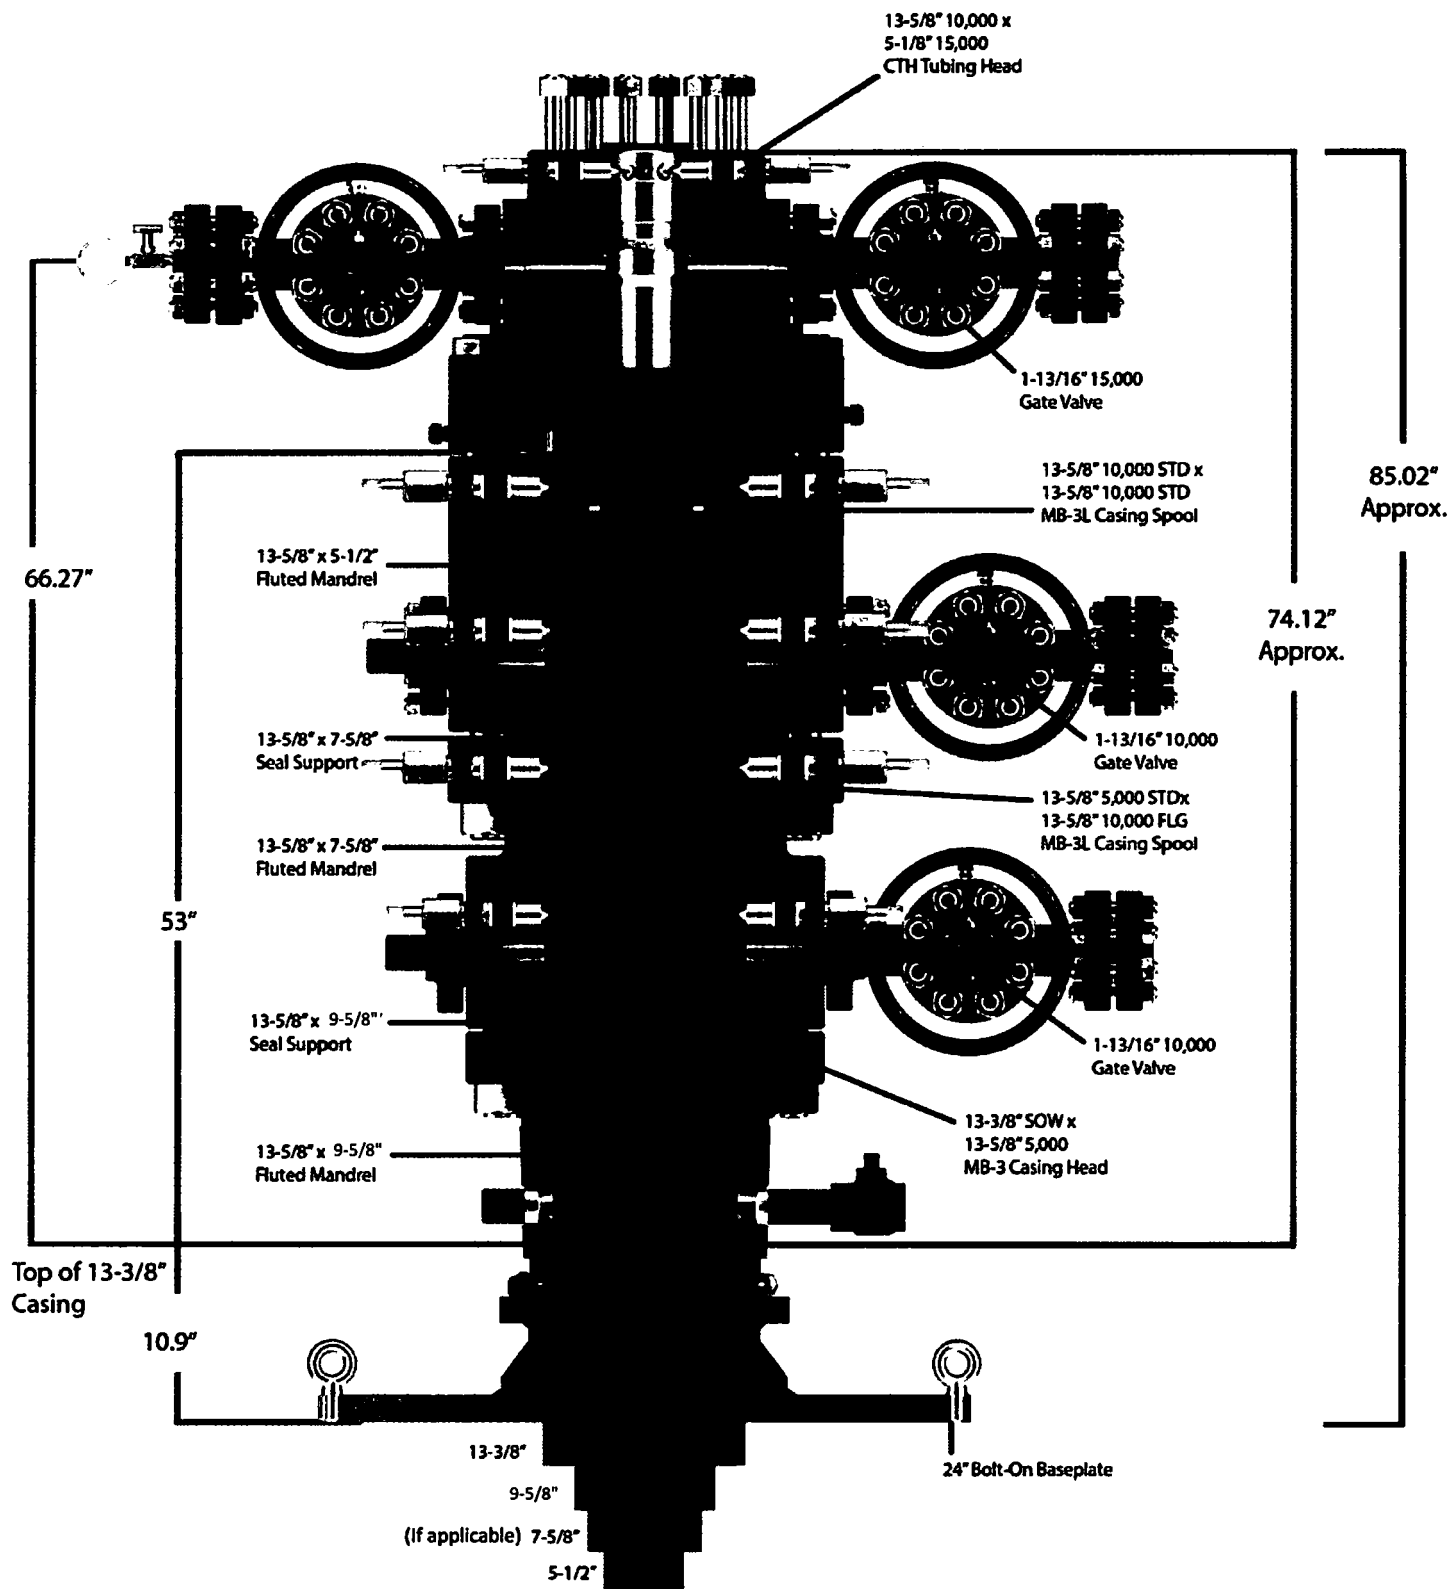 13-5/8" 10,000 x
5-1/8" 15,000
CTH Tubing Head
1-13/16" 15,000
Gate Valve
13-5/8" 10,000 STD x
13-5/8" 10,000 STD
MB-3L Casing Spool
85.02"
Approx.
13-5/8" x 5-1/2"
Fluted Mandrel
66.27"
74.12"
Approx.
13-5/8" x 7-5/8"
Seal Support
1-13/16" 10,000
Gate Valve
13-5/8" 5,000 STDx
13-5/8" 10,000 FLG
MB-3L Casing Spool
13-5/8" x 7-5/8"
Fluted Mandrel
53"
13-5/8" x 9-5/8"'
Seal Support
1-13/16" 10,000
Gate Valve
13-3/8" SOW x
13-5/8" 5,000
MB-3 Casing Head
13-5/8" x 9-5/8"
Fluted Mandrel
Top of 13-3/8"
Casing
10.9"
13-3/8"
24" Bolt-On Baseplate
9-5/8"
(If applicable) 7-5/8"
5-1/2"